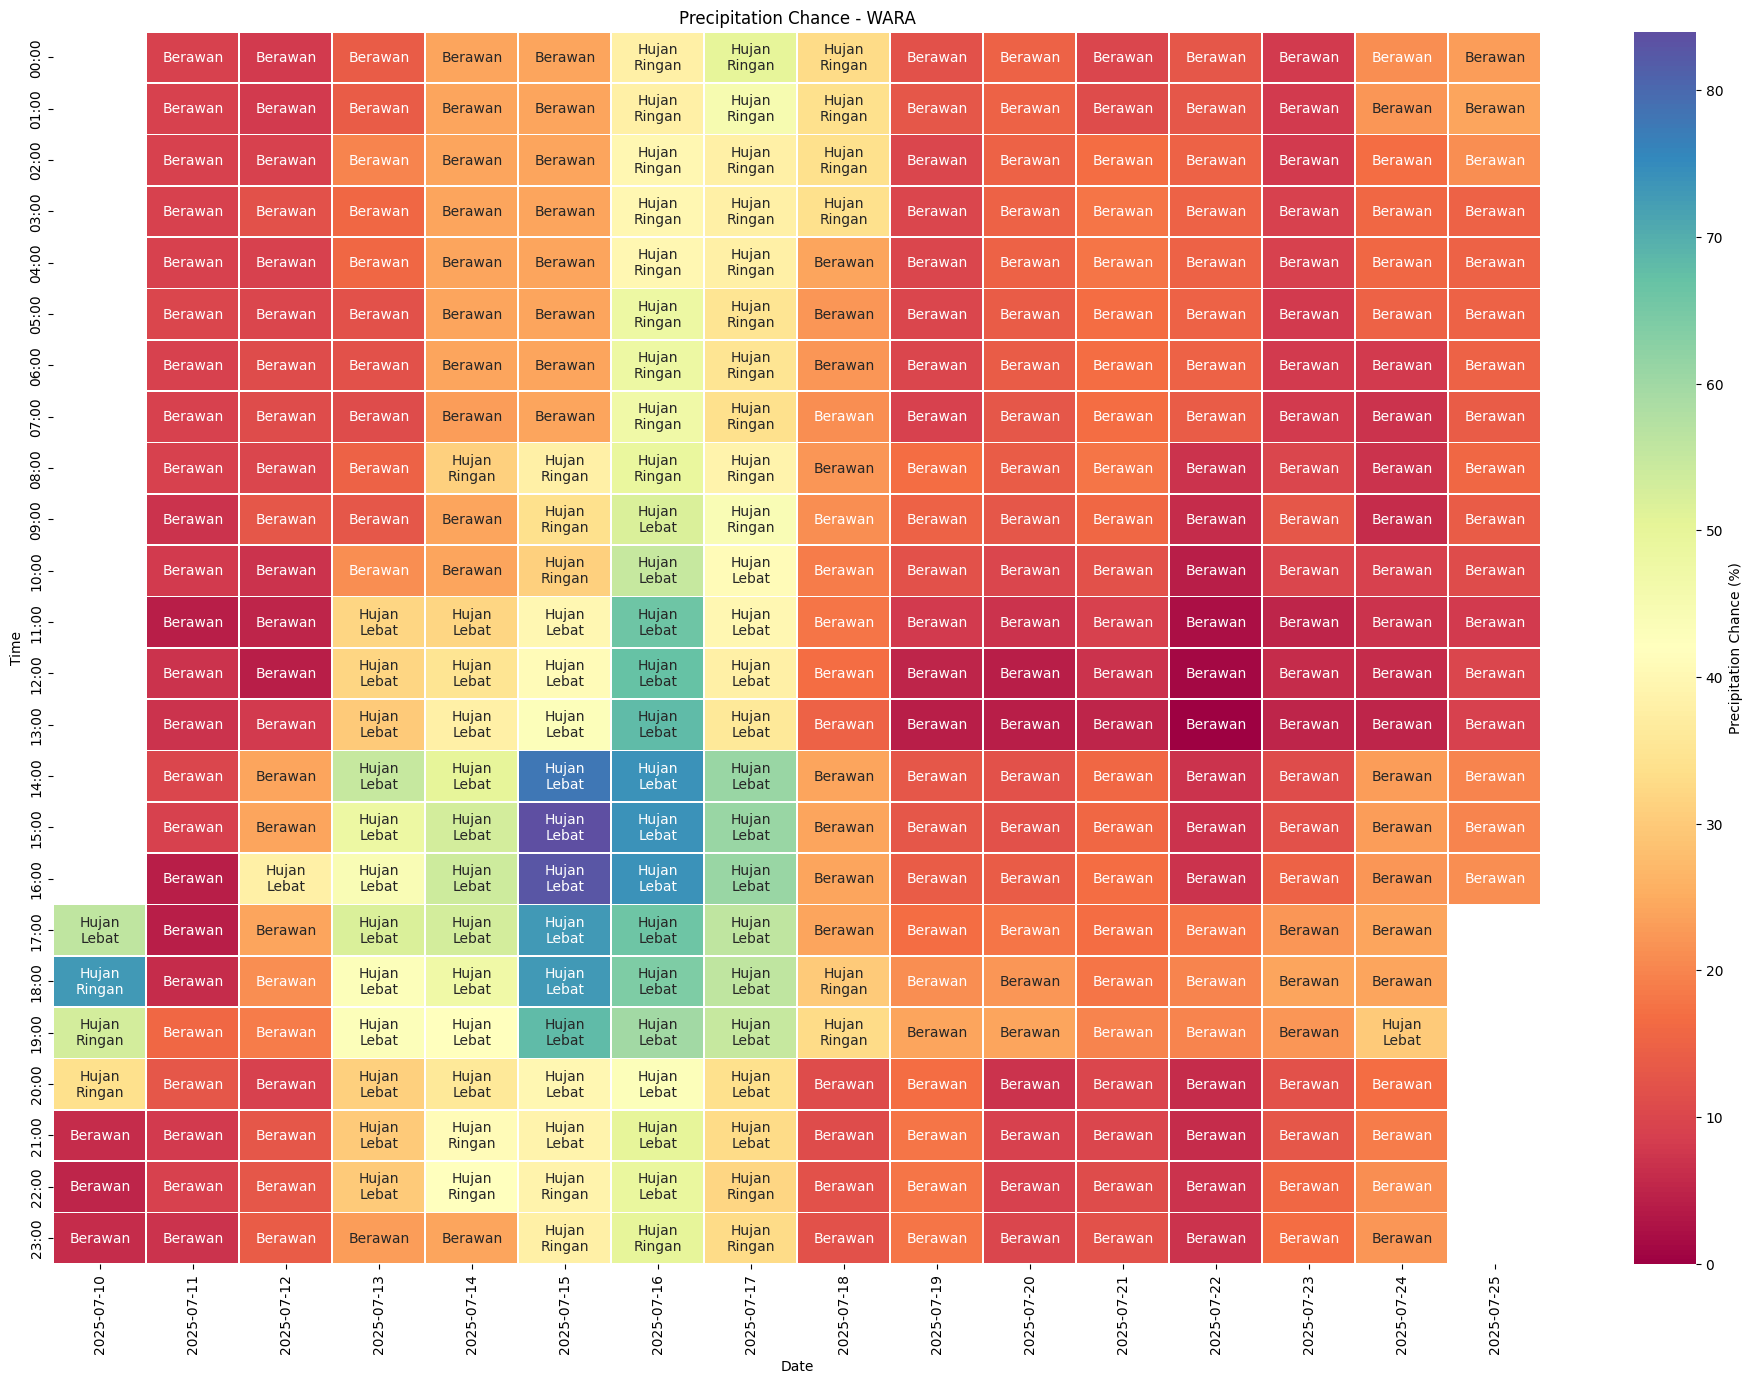 Precipitation Chance - WARA
00:00 Berawan Berawan Berawan Berawan Berawan Hujan Ringan Hujan Ringan Hujan Ringan Berawan Berawan Berawan Berawan Berawan Berawan Berawan
01:00 Berawan Berawan Berawan Berawan Berawan Hujan Ringan Hujan Ringan Hujan Ringan Berawan Berawan Berawan Berawan Berawan Berawan Berawan
02:00 Berawan Berawan Berawan Berawan Berawan Hujan Ringan Hujan Ringan Hujan Ringan Berawan Berawan Berawan Berawan Berawan Berawan Berawan
03:00 Berawan Berawan Berawan Berawan Berawan Hujan Ringan Hujan Ringan Hujan Ringan Berawan Berawan Berawan Berawan Berawan Berawan Berawan
04:00 Berawan Berawan Berawan Berawan Berawan Hujan Ringan Hujan Ringan Berawan Berawan Berawan Berawan Berawan Berawan Berawan Berawan
05:00 Berawan Berawan Berawan Berawan Berawan Hujan Ringan Hujan Ringan Berawan Berawan Berawan Berawan Berawan Berawan Berawan Berawan
06:00 Berawan Berawan Berawan Berawan Berawan Hujan Ringan Hujan Ringan Berawan Berawan Berawan Berawan Berawan Berawan Berawan Berawan
07:00 Berawan Berawan Berawan Berawan Berawan Hujan Ringan Hujan Ringan Berawan Berawan Berawan Berawan Berawan Berawan Berawan Berawan
08:00 Berawan Berawan Berawan Hujan Ringan Hujan Ringan Hujan Ringan Hujan Ringan Berawan Berawan Berawan Berawan Berawan Berawan Berawan Berawan
09:00 Berawan Berawan Berawan Berawan Hujan Ringan Hujan Lebat Hujan Ringan Berawan Berawan Berawan Berawan Berawan Berawan Berawan Berawan
10:00 Berawan Berawan Berawan Berawan Hujan Ringan Hujan Lebat Hujan Lebat Berawan Berawan Berawan Berawan Berawan Berawan Berawan Berawan
11:00 Berawan Berawan Hujan Lebat Hujan Lebat Hujan Lebat Hujan Lebat Hujan Lebat Berawan Berawan Berawan Berawan Berawan Berawan Berawan Berawan
12:00 Berawan Berawan Hujan Lebat Hujan Lebat Hujan Lebat Hujan Lebat Hujan Lebat Berawan Berawan Berawan Berawan Berawan Berawan Berawan Berawan
13:00 Berawan Berawan Hujan Lebat Hujan Lebat Hujan Lebat Hujan Lebat Hujan Lebat Berawan Berawan Berawan Berawan Berawan Berawan Berawan Berawan
14:00 Berawan Berawan Hujan Lebat Hujan Lebat Hujan Lebat Hujan Lebat Hujan Lebat Berawan Berawan Berawan Berawan Berawan Berawan Berawan Berawan
15:00 Berawan Berawan Hujan Lebat Hujan Lebat Hujan Lebat Hujan Lebat Hujan Lebat Berawan Berawan Berawan Berawan Berawan Berawan Berawan Berawan
16:00 Berawan Hujan Lebat Hujan Lebat Hujan Lebat Hujan Lebat Hujan Lebat Hujan Lebat Berawan Berawan Berawan Berawan Berawan Berawan Berawan Berawan
17:00 Hujan Lebat Berawan Berawan Hujan Lebat Hujan Lebat Hujan Lebat Hujan Lebat Hujan Lebat Berawan Berawan Berawan Berawan Berawan Berawan Berawan
18:00 Hujan Ringan Berawan Berawan Hujan Lebat Hujan Lebat Hujan Lebat Hujan Lebat Hujan Lebat Hujan Ringan Berawan Berawan Berawan Berawan Berawan Berawan
19:00 Hujan Ringan Berawan Berawan Hujan Lebat Hujan Lebat Hujan Lebat Hujan Lebat Hujan Lebat Hujan Ringan Berawan Berawan Berawan Berawan Berawan Hujan Lebat
20:00 Hujan Ringan Berawan Berawan Hujan Lebat Hujan Lebat Hujan Lebat Hujan Lebat Hujan Lebat Berawan Berawan Berawan Berawan Berawan Berawan Berawan
21:00 Berawan Berawan Berawan Hujan Lebat Hujan Ringan Hujan Lebat Hujan Lebat Hujan Lebat Berawan Berawan Berawan Berawan Berawan Berawan Berawan
22:00 Berawan Berawan Berawan Hujan Lebat Hujan Ringan Hujan Ringan Hujan Lebat Hujan Ringan Berawan Berawan Berawan Berawan Berawan Berawan Berawan
23:00 Berawan Berawan Berawan Berawan Berawan Hujan Ringan Hujan Ringan Hujan Ringan Berawan Berawan Berawan Berawan Berawan Berawan Berawan
Time
2025-07-10 2025-07-11 2025-07-12 2025-07-13 2025-07-14 2025-07-15 2025-07-16 2025-07-17 2025-07-18 2025-07-19 2025-07-20 2025-07-21 2025-07-22 2025-07-23 2025-07-24 2025-07-25
Date
80
70
60
50
40
30
20
10
0
Precipitation Chance (%)